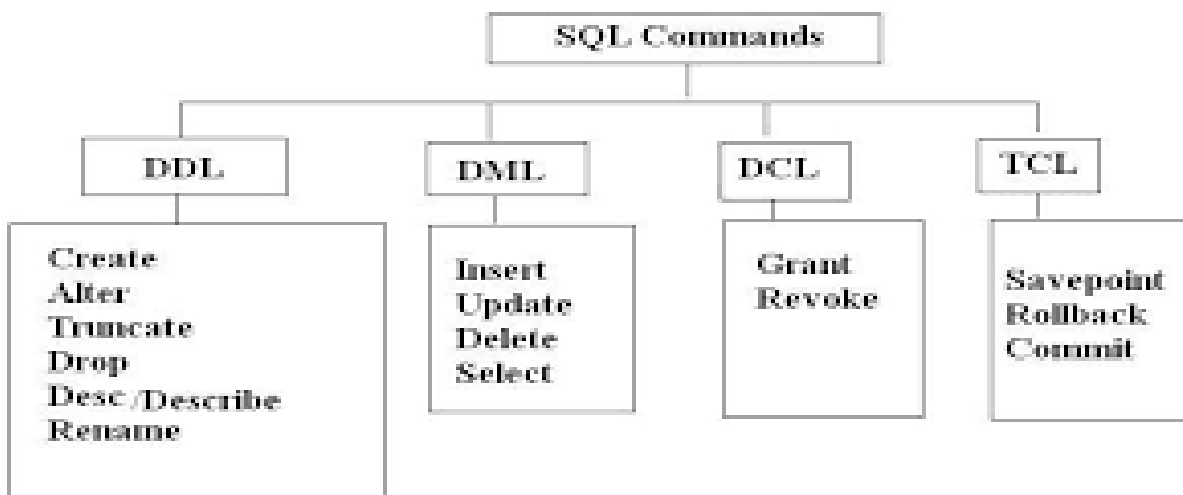 SQL Commands
DDL
DML
DCL
TCL
Create
Alter
Truncate
Drop
Desc /Describe
Rename
Insert
Update
Delete
Select
Grant
Revoke
Savepoint
Rollback
Commit